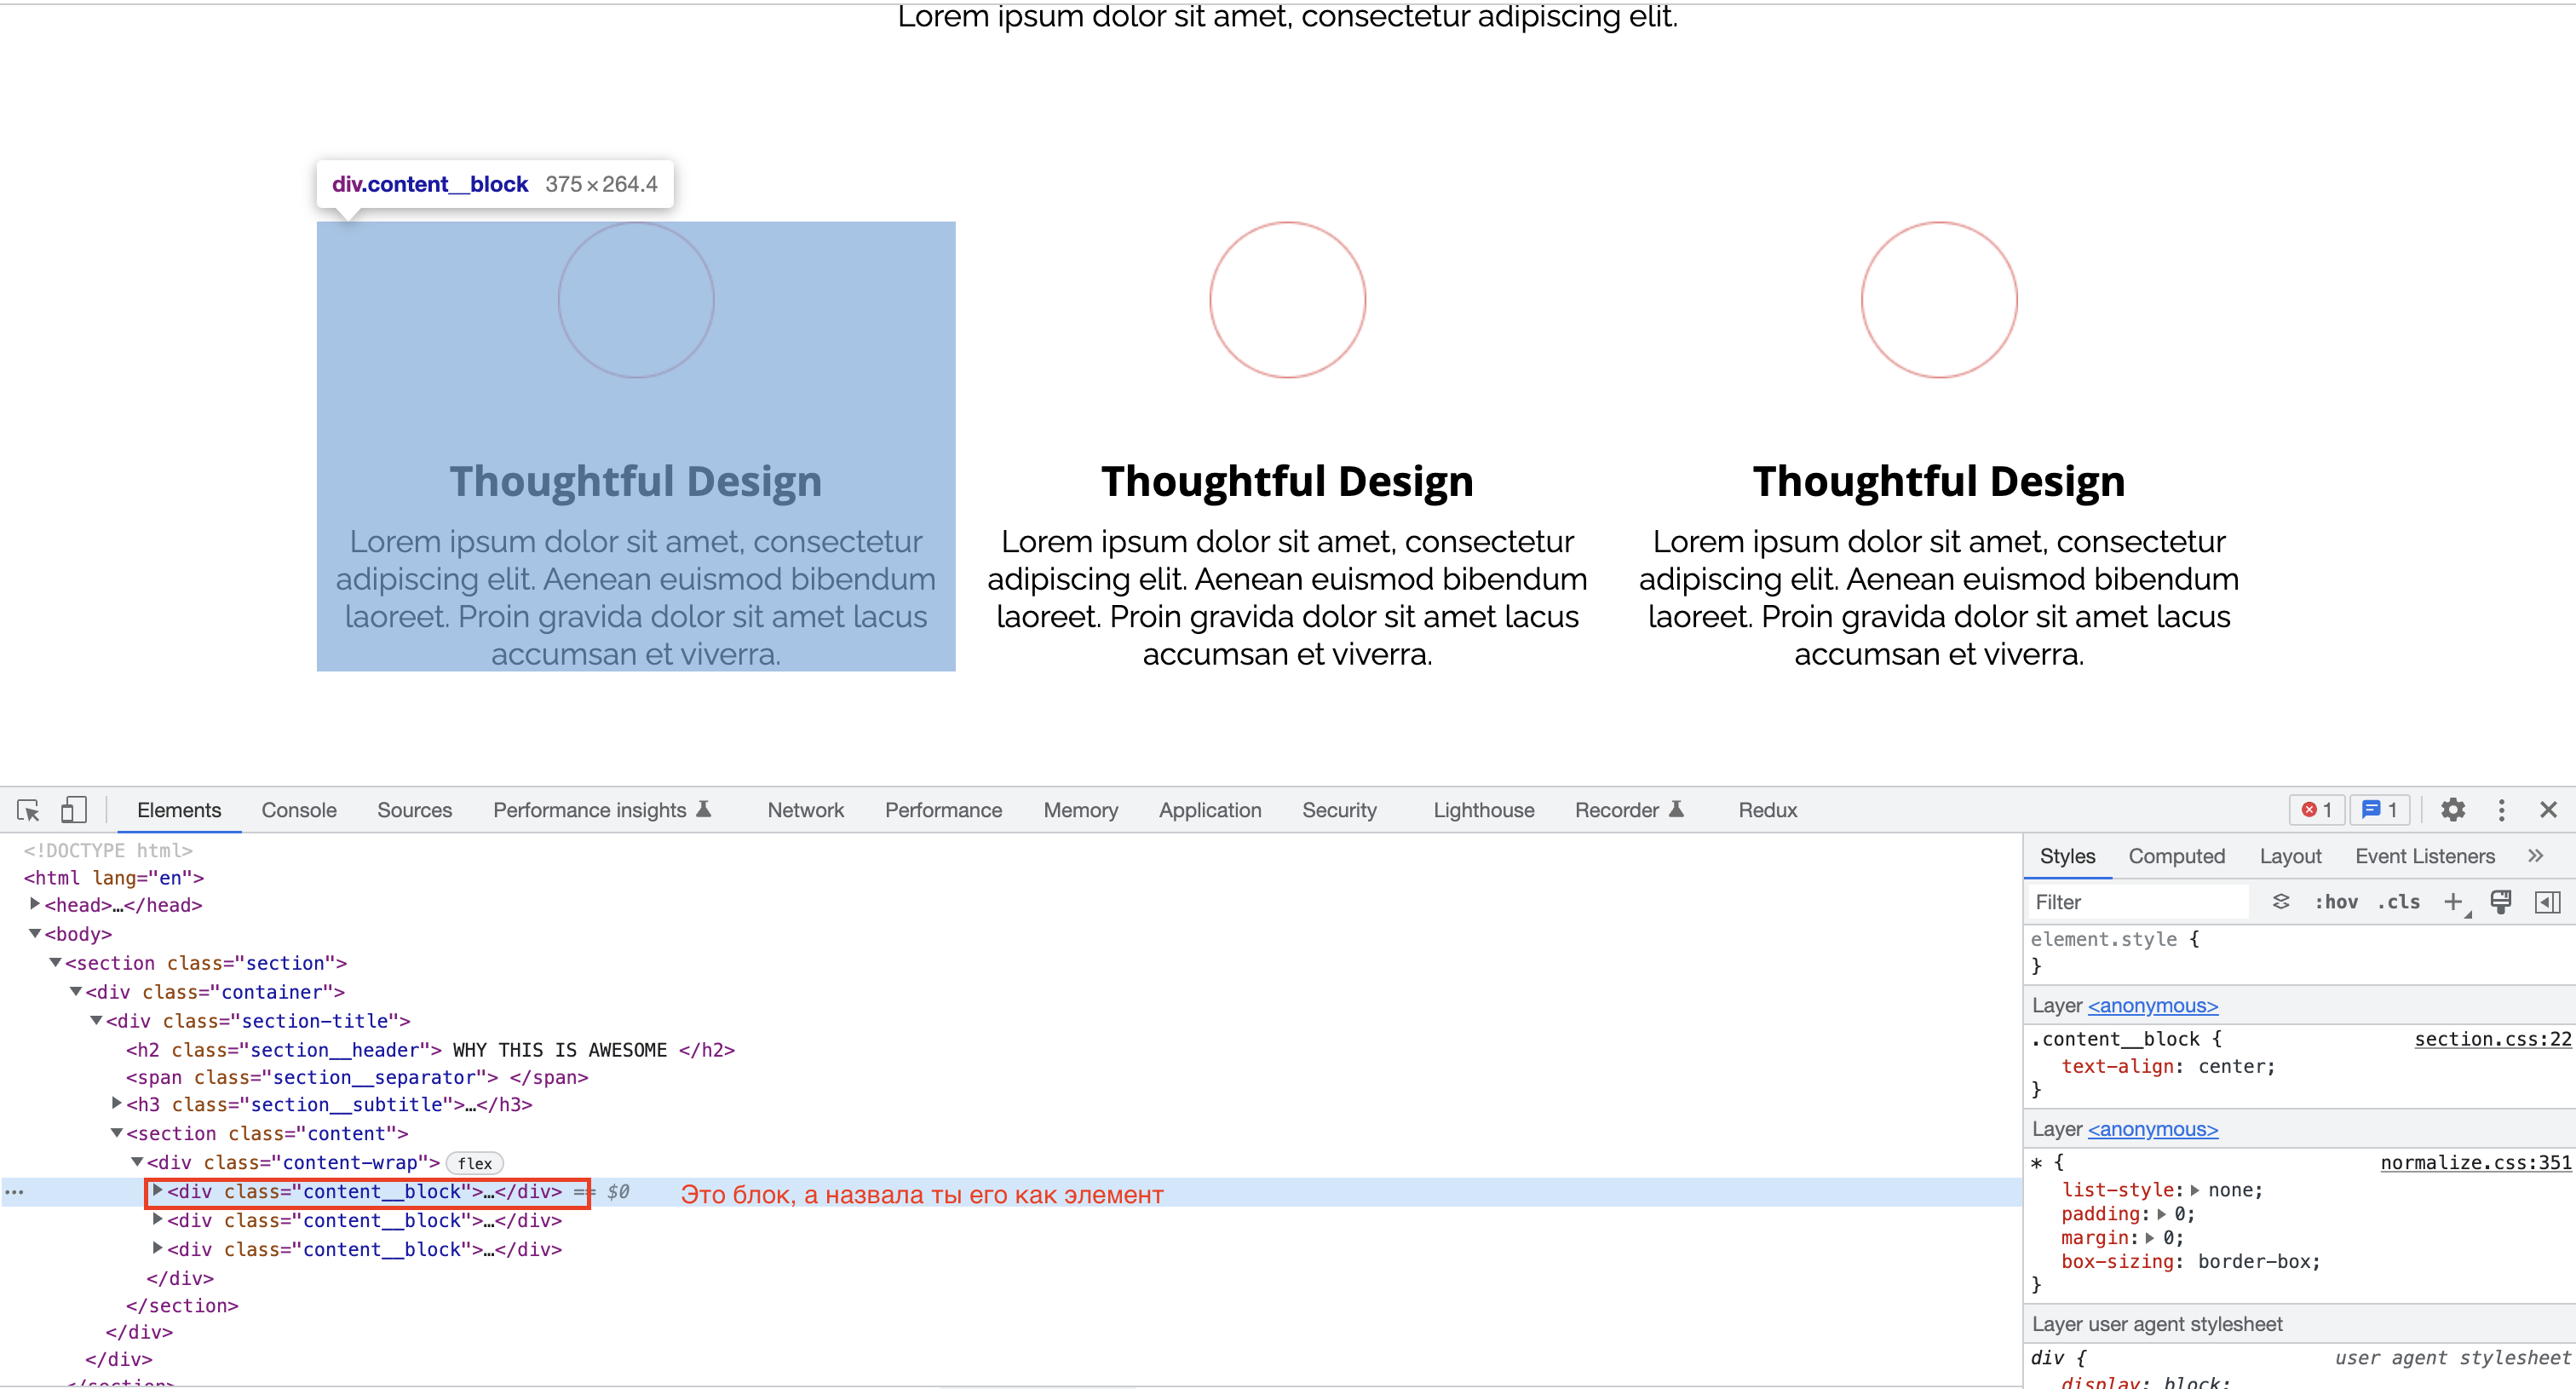 Lorem ipsum dolor sit amet, consectetur adipiscing elit.
div.content__block 375 × 264.4
Thoughtful Design
Lorem ipsum dolor sit amet, consectetur
adipiscing elit. Aenean euismod bibendum
laoreet. Proin gravida dolor sit amet lacus
accumsan et viverra.
Thoughtful Design
Lorem ipsum dolor sit amet, consectetur
adipiscing elit. Aenean euismod bibendum
laoreet. Proin gravida dolor sit amet lacus
accumsan et viverra.
Thoughtful Design
Lorem ipsum dolor sit amet, consectetur
adipiscing elit. Aenean euismod bibendum
laoreet. Proin gravida dolor sit amet lacus
accumsan et viverra.
Elements Console Sources Performance insights Network Performance Memory Application Security Lighthouse Recorder Redux 1 1
<!DOCTYPE html>
<html lang="en">
<head>…</head>
<body>
<section class="section">
<div class="container">
<div class="section-title">
<h2 class="section__header"> WHY THIS IS AWESOME </h2>
<span class="section__separator"> </span>
<h3 class="section__subtitle">…</h3>
<section class="content">
<div class="content-wrap"> flex
<div class="content__block">…</div> == $0 Это блок, а назвала ты его как элемент
<div class="content__block">…</div>
<div class="content__block">…</div>
</div>
</section>
</div>
</div>
</section>
Styles Computed Layout Event Listeners
Filter :hov .cls
element.style {
}
Layer <anonymous>
.content__block { section.css:22
text-align: center;
}
Layer <anonymous>
* { normalize.css:351
list-style: none;
padding: 0;
margin: 0;
box-sizing: border-box;
}
Layer user agent stylesheet
div { user agent stylesheet
display: block;